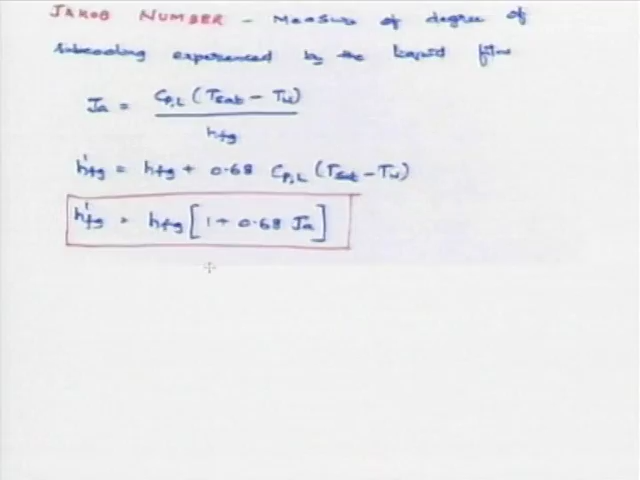 JAKOB NUMBER - Measure of degree of
subcooling experienced by the liquid film
Ja = Cp,L (Tsat - Tw) / hfg
h'fg = hfg + 0.68 Cp,L (Tsat - Tw)
h'fg = hfg [1 + 0.68 Ja]